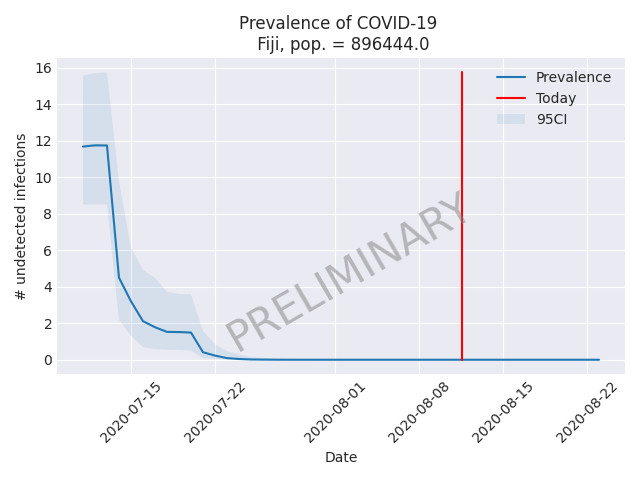 Prevalence of COVID-19
Fiji, pop. = 896444.0
16
14
12
10
8
6
4
2
0
# undetected infections
Prevalence
Today
95CI
PRELIMINARY
2020-07-15
2020-07-22
2020-08-01
2020-08-08
2020-08-15
2020-08-22
Date